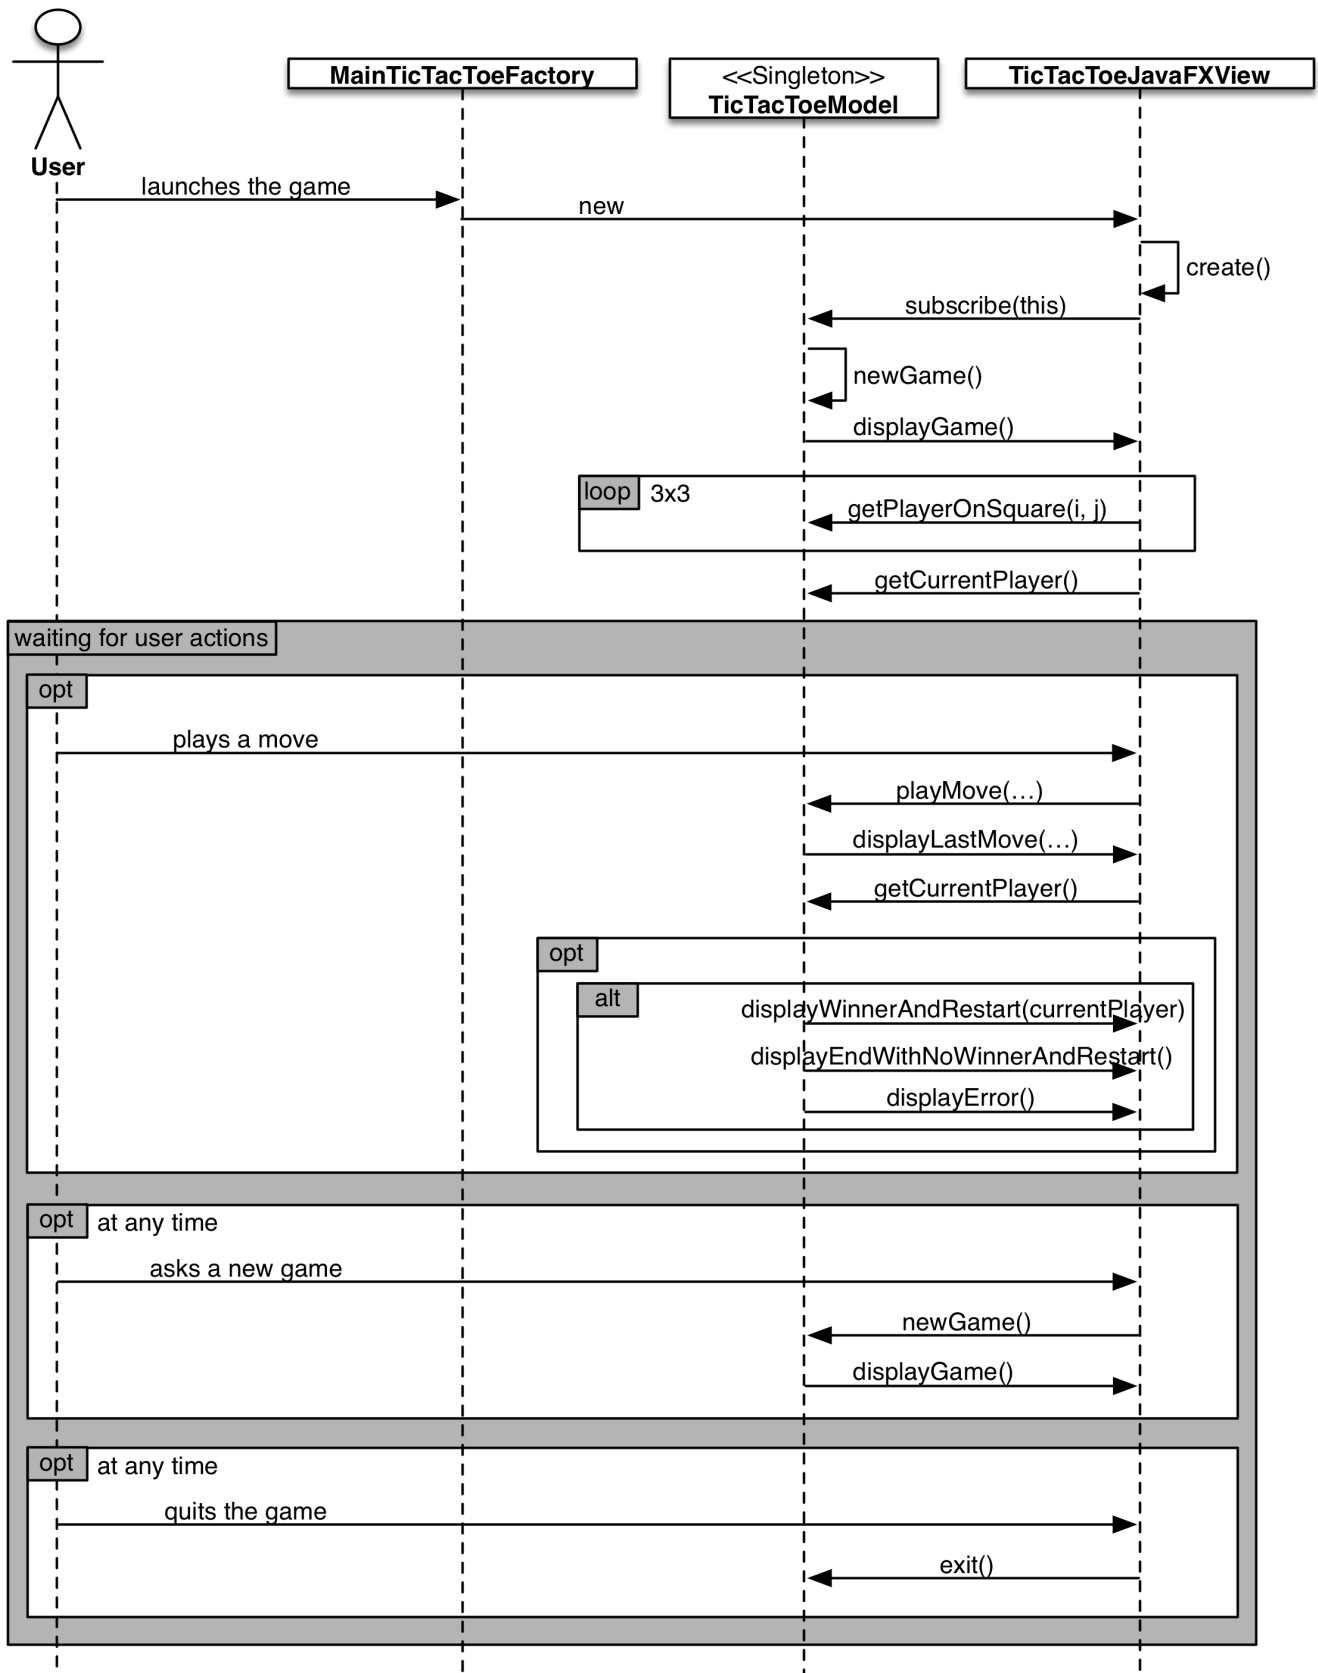 MainTicTacToeFactory
<<Singleton>>
TicTacToeModel
TicTacToeJavaFXView
User
launches the game
new
create()
subscribe(this)
newGame()
displayGame()
loop 3x3
getPlayerOnSquare(i, j)
getCurrentPlayer()
waiting for user actions
opt
plays a move
playMove(…)
displayLastMove(…)
getCurrentPlayer()
opt
alt
displayWinnerAndRestart(currentPlayer)
displayEndWithNoWinnerAndRestart()
displayError()
opt at any time
asks a new game
newGame()
displayGame()
opt at any time
quits the game
exit()